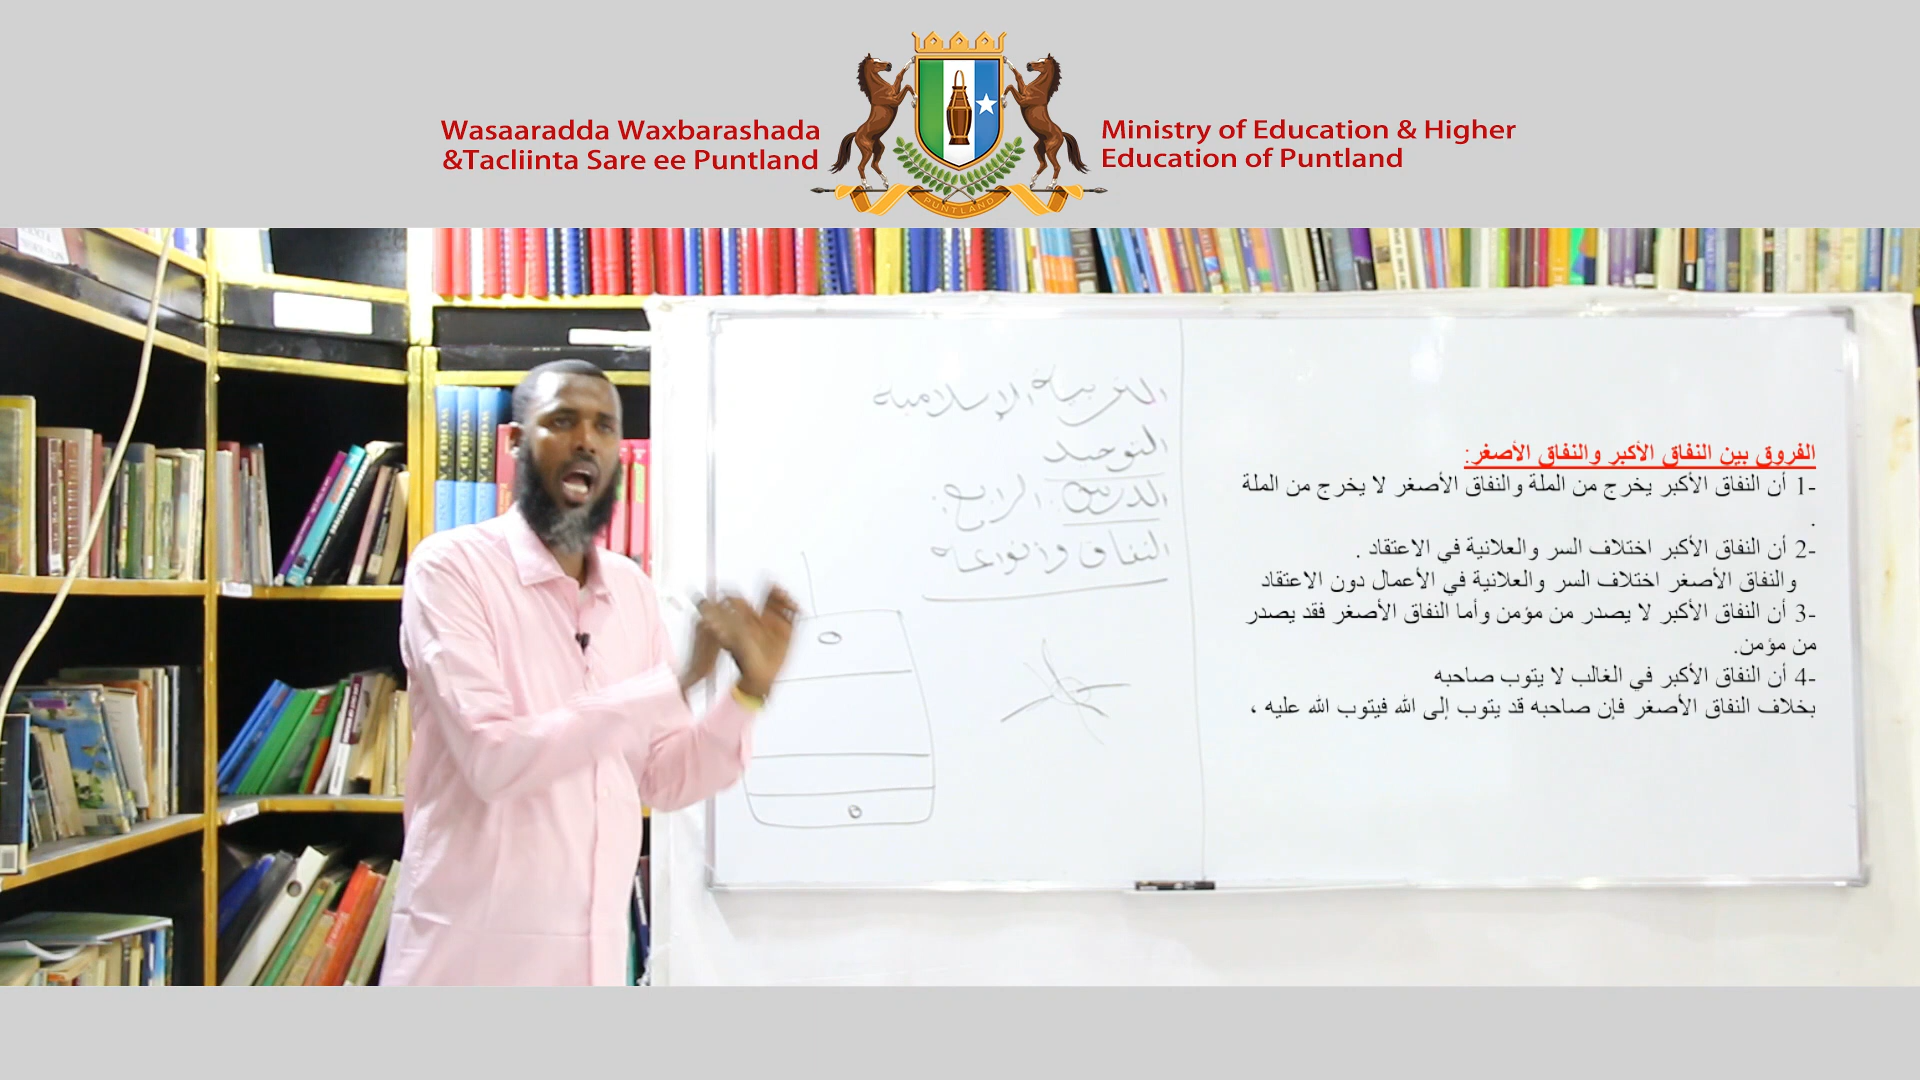 Wasaaradda Waxbarashada
&Tacliinta Sare ee Puntland
Ministry of Education & Higher
Education of Puntland
PUNTLAND
WORLD
WORLD
التربية الإسلامية
التوحيد
الدرس الرابع:
النفاق وأنواعه
الفروق بين النفاق الأكبر والنفاق الأصغر:
1- أن النفاق الأكبر يخرج من الملة والنفاق الأصغر لا يخرج من الملة
.
2- أن النفاق الأكبر اختلاف السر والعلانية في الاعتقاد .
والنفاق الأصغر اختلاف السر والعلانية في الأعمال دون الاعتقاد
3- أن النفاق الأكبر لا يصدر من مؤمن وأما النفاق الأصغر فقد يصدر
من مؤمن.
4- أن النفاق الأكبر في الغالب لا يتوب صاحبه
بخلاف النفاق الأصغر فإن صاحبه قد يتوب إلى الله فيتوب الله عليه ،